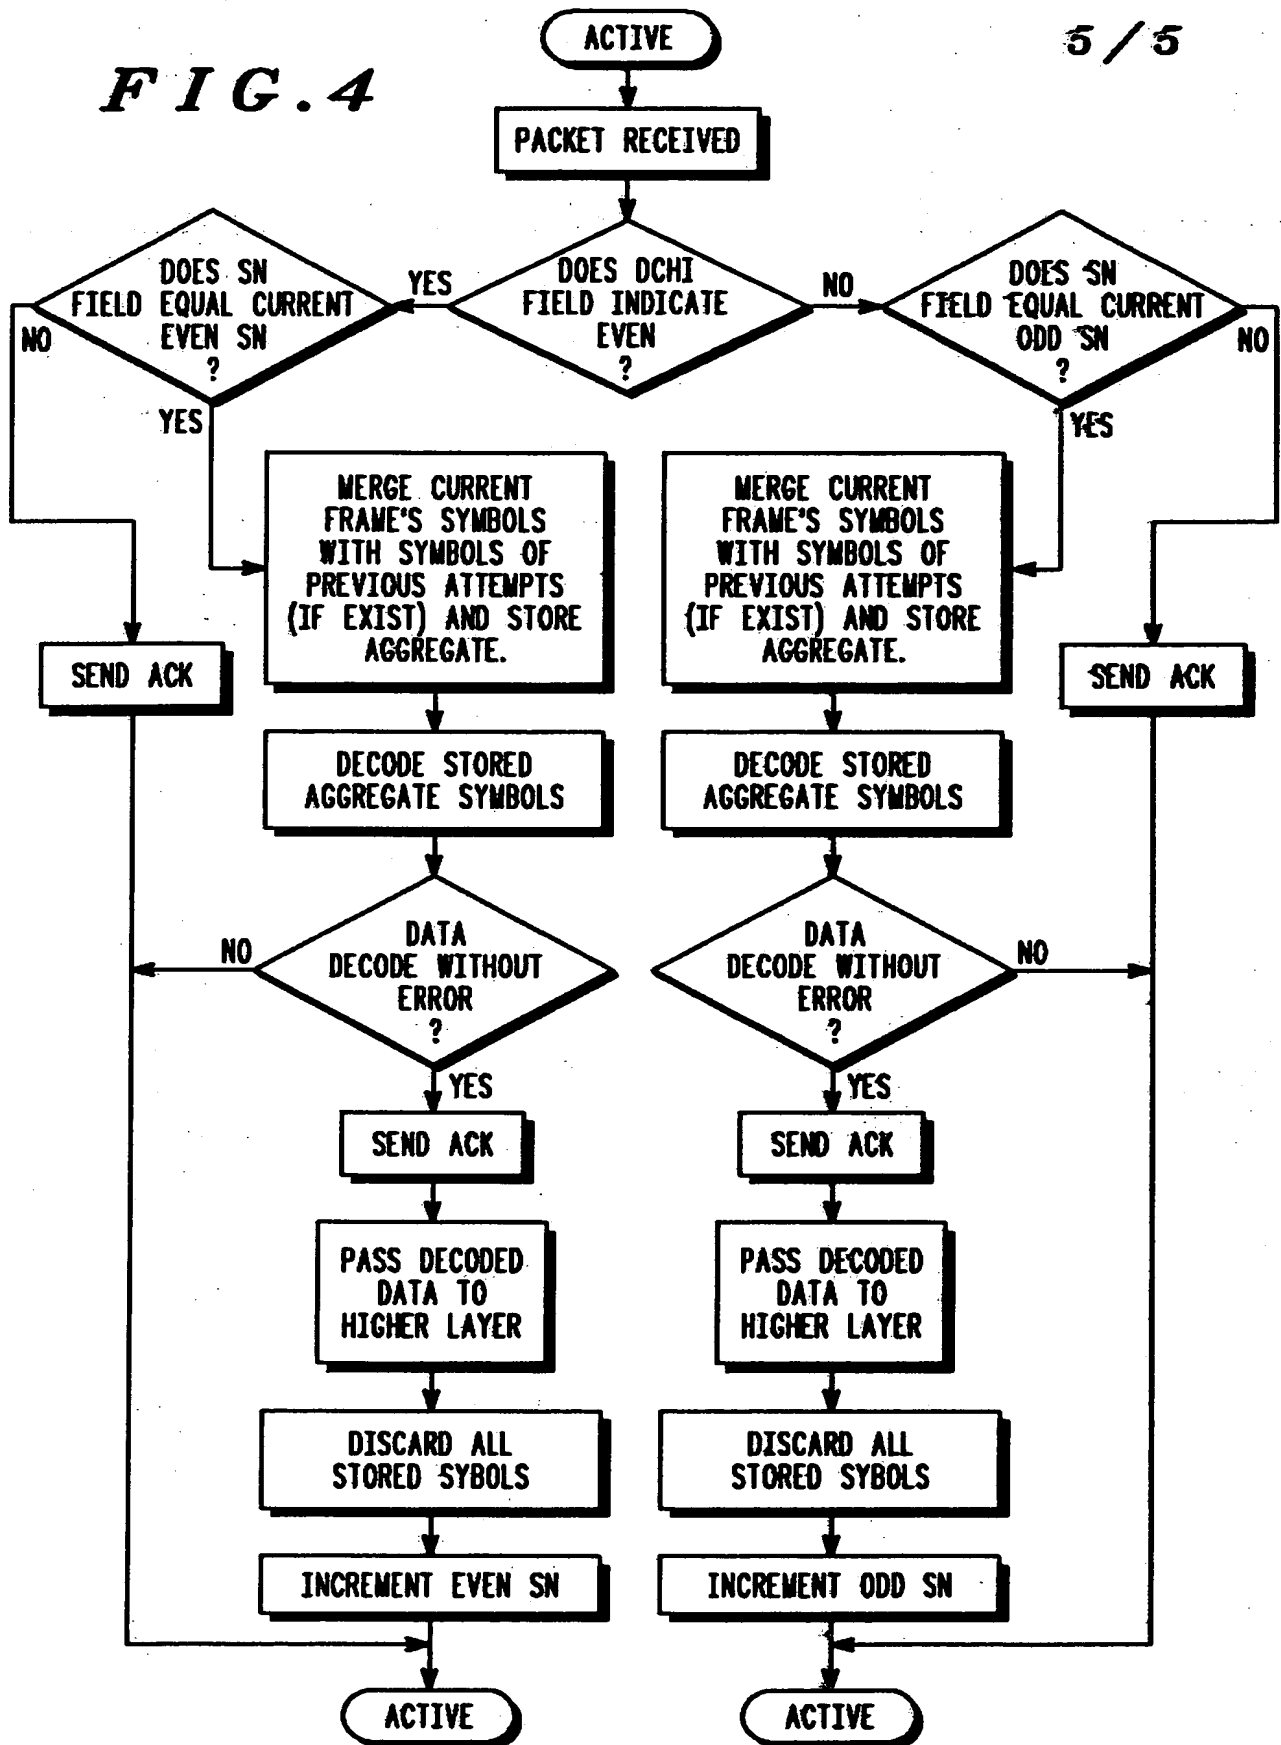 ACTIVE
5/5
FIG.4
PACKET RECEIVED
DOES SN
FIELD EQUAL CURRENT
EVEN SN
?
YES
DOES DCHI
FIELD INDICATE
EVEN
?
NO
DOES SN
FIELD EQUAL CURRENT
ODD SN
?
NO
NO
YES
YES
MERGE CURRENT
FRAME'S SYMBOLS
WITH SYMBOLS OF
PREVIOUS ATTEMPTS
(IF EXIST) AND STORE
AGGREGATE.
MERGE CURRENT
FRAME'S SYMBOLS
WITH SYMBOLS OF
PREVIOUS ATTEMPTS
(IF EXIST) AND STORE
AGGREGATE.
SEND ACK
SEND ACK
DECODE STORED
AGGREGATE SYMBOLS
DECODE STORED
AGGREGATE SYMBOLS
NO
DATA
DECODE WITHOUT
ERROR
?
DATA
DECODE WITHOUT
ERROR
?
NO
YES
YES
SEND ACK
SEND ACK
PASS DECODED
DATA TO
HIGHER LAYER
PASS DECODED
DATA TO
HIGHER LAYER
DISCARD ALL
STORED SYBOLS
DISCARD ALL
STORED SYBOLS
INCREMENT EVEN SN
INCREMENT ODD SN
ACTIVE
ACTIVE